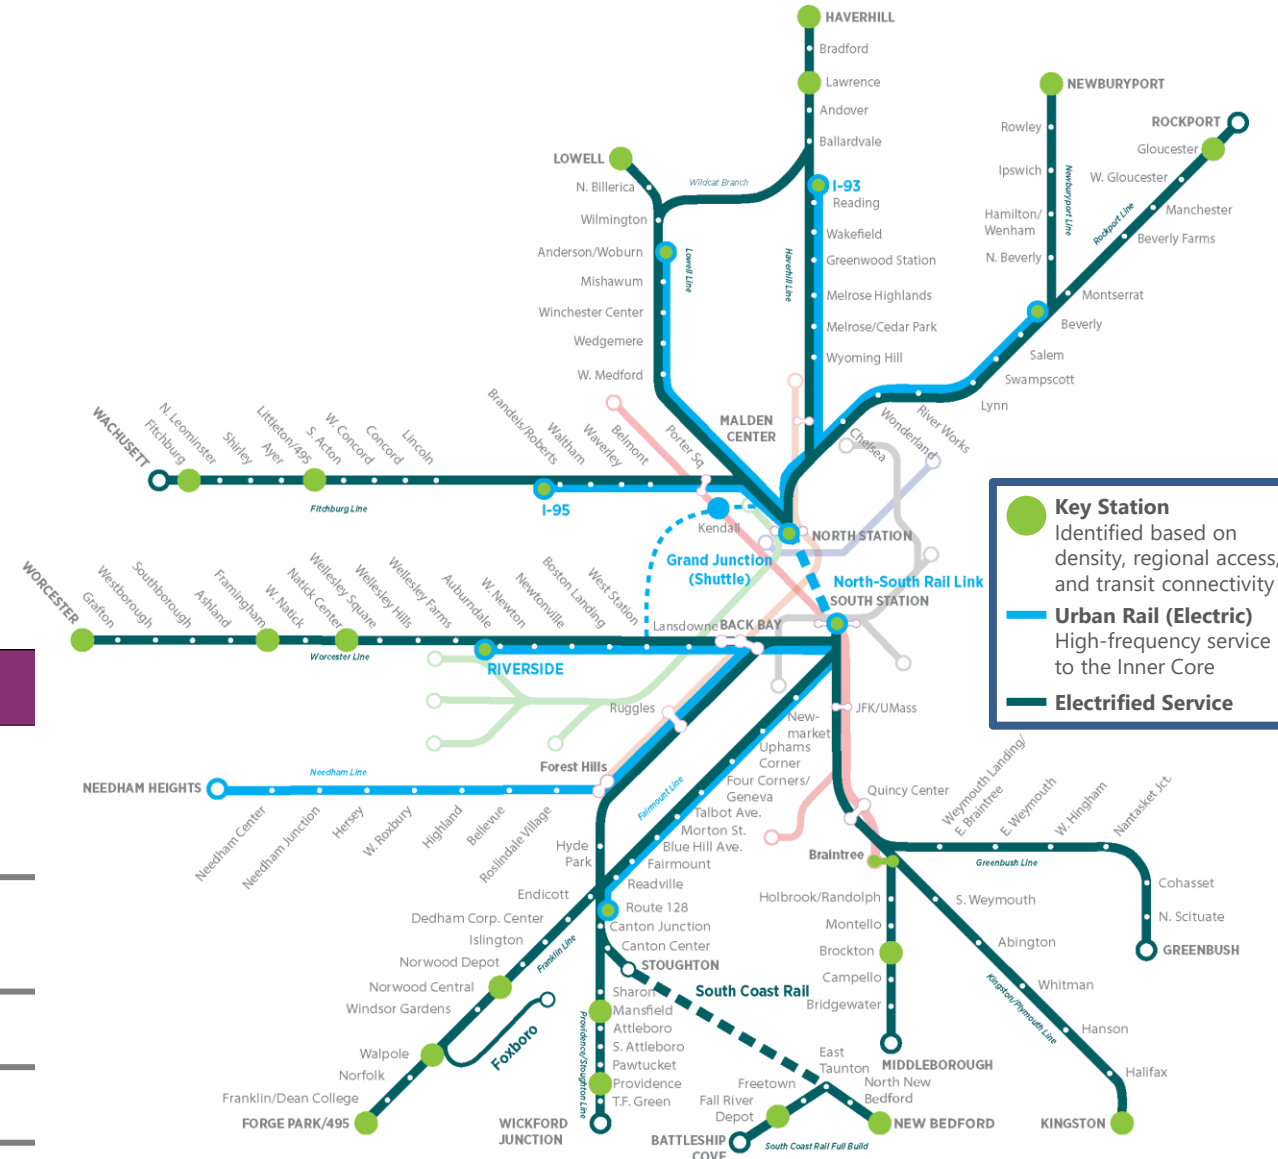 HAVERHILL
Bradford
Lawrence
Andover
Ballardvale
NEWBURYPORT
Rowley
Ipswich
Hamilton/
Wenham
N. Beverly
Newburyport Line
ROCKPORT
Gloucester
W. Gloucester
Manchester
Beverly Farms
Rockport Line
Montserrat
Beverly
Salem
Swampscott
Lynn
River Works
Wonderland
Chelsea
LOWELL
N. Billerica
Wilmington
Wildcat Branch
Anderson/Woburn
Mishawum
Winchester Center
Wedgemere
W. Medford
Lowell Line
I-93
Reading
Wakefield
Greenwood Station
Melrose Highlands
Melrose/Cedar Park
Wyoming Hill
Haverhill Line
MALDEN
CENTER
WACHUSETT
Fitchburg
N. Leominster
Shirley
Ayer
Littleton/495
S. Acton
W. Concord
Concord
Lincoln
Brandeis/Roberts
Waltham
Waverley
Belmont
Porter Sq
Fitchburg Line
I-95
Kendall
NORTH STATION
Grand Junction
(Shuttle)
North-South Rail Link
SOUTH STATION
WORCESTER
Grafton
Westborough
Southborough
Ashland
Framingham
W. Natick
Natick Center
Wellesley Square
Wellesley Hills
Wellesley Farms
Auburndale
W. Newton
Newtonville
Boston Landing
West Station
Lansdowne
BACK BAY
Worcester Line
RIVERSIDE
Ruggles
JFK/UMass
New-
market
Uphams
Corner
Four Corners/
Geneva
Talbot Ave.
Morton St.
Blue Hill Ave.
Fairmount
Readville
Fairmount Line
Forest Hills
NEEDHAM HEIGHTS
Needham Line
Needham Center
Needham Junction
Hersey
W. Roxbury
Highland
Bellevue
Roslindale Village
Hyde
Park
Route 128
Canton Junction
Canton Center
STOUGHTON
Endicott
Dedham Corp. Center
Islington
Norwood Depot
Norwood Central
Windsor Gardens
Franklin Line
Walpole
Norfolk
Franklin/Dean College
FORGE PARK/495
Foxboro
Sharon
Mansfield
Attleboro
S. Attleboro
Pawtucket
Providence
T.F. Green
Providence/Stoughton Line
WICKFORD
JUNCTION
South Coast Rail
East
Taunton
Freetown
Fall River
Depot
BATTLESHIP
COVE
North New
Bedford
NEW BEDFORD
South Coast Rail Full Build
Quincy Center
Braintree
Holbrook/Randolph
Montello
Brockton
Campello
Bridgewater
MIDDLEBOROUGH
Weymouth Landing/
E. Braintree
E. Weymouth
W. Hingham
Nantasket Jct.
Greenbush Line
Cohasset
N. Scituate
GREENBUSH
S. Weymouth
Abington
Whitman
Hanson
Halifax
KINGSTON
Kingston/Plymouth Line
Key Station
Identified based on
density, regional access,
and transit connectivity
Urban Rail (Electric)
High-frequency service
to the Inner Core
Electrified Service